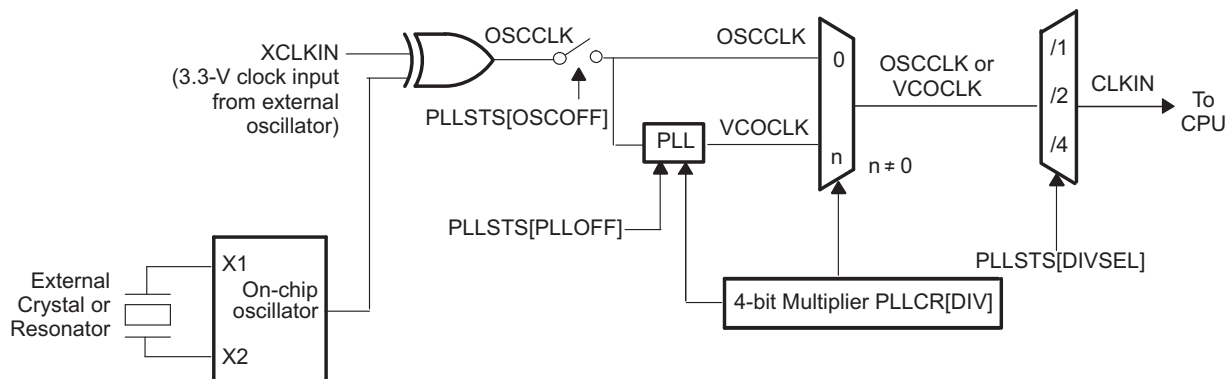 XCLKIN
(3.3-V clock input
from external
oscillator)
OSCCLK
PLLSTS[OSCOFF]
OSCCLK
0
OSCCLK or
VCOCLK
/1
/2
/4
CLKIN
To
CPU
PLL
VCOCLK
n
n ≠ 0
PLLSTS[PLLOFF]
PLLSTS[DIVSEL]
4-bit Multiplier PLLCR[DIV]
External
Crystal or
Resonator
X1
On-chip
oscillator
X2